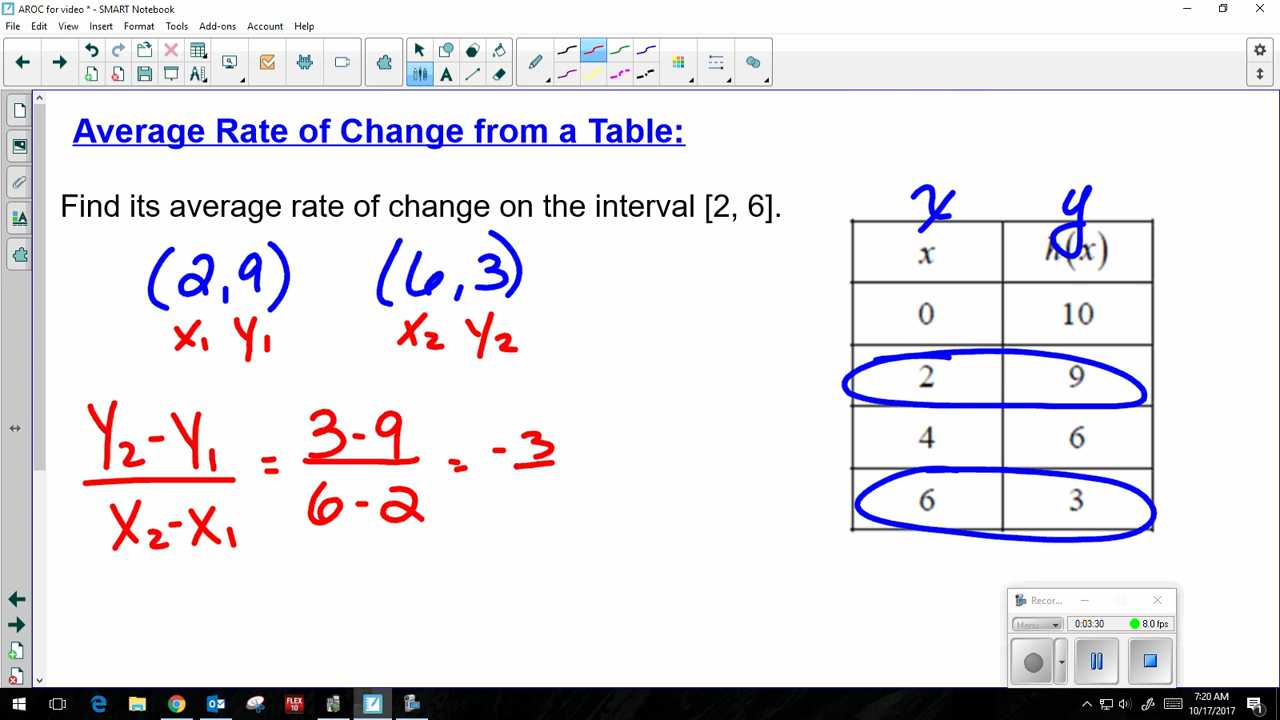 AROC for video * - SMART Notebook
File Edit View Insert Format Tools Add-ons Account Help
Average Rate of Change from a Table:
Find its average rate of change on the interval [2, 6].
(2,9) (6,3)
x₁ y₁ x₂ y₂
y₂-y₁ = 3-9 = -3
x₂-x₁ 6-2
x y
x h(x)
0 10
2 9
4 6
6 3
Recor...
Menu 0:03:30 8.0 fps
FLEX
10
7:20 AM
10/17/2017
1